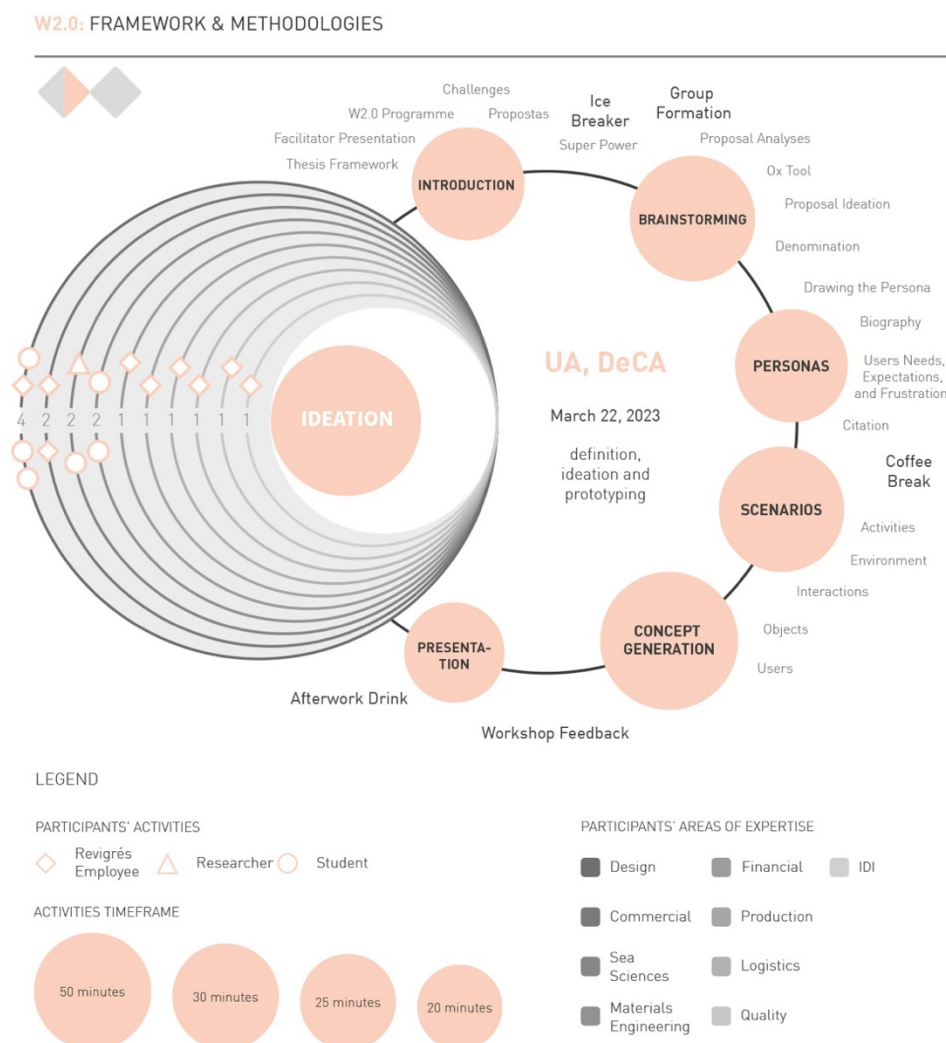 W2.0: FRAMEWORK & METHODOLOGIES
Challenges
W2.0 Programme
Propostas
Facilitator Presentation
Thesis Framework
INTRODUCTION
Ice
Breaker
Super Power
Group
Formation
Proposal Analyses
Ox Tool
Proposal Ideation
Denomination
BRAINSTORMING
Drawing the Persona
Biography
Users Needs,
Expectations,
and Frustration
Citation
PERSONAS
UA, DeCA
March 22, 2023
definition,
ideation and
prototyping
IDEATION
4 2 2 2 1 1 1 1 1 1
Coffee
Break
SCENARIOS
Activities
Environment
Interactions
Objects
Users
CONCEPT
GENERATION
PRESENTA-
TION
Afterwork Drink
Workshop Feedback
LEGEND
PARTICIPANTS' ACTIVITIES
Revigrés
Employee
Researcher
Student
ACTIVITIES TIMEFRAME
50 minutes
30 minutes
25 minutes
20 minutes
PARTICIPANTS' AREAS OF EXPERTISE
Design
Financial
IDI
Commercial
Production
Sea
Sciences
Logistics
Materials
Engineering
Quality